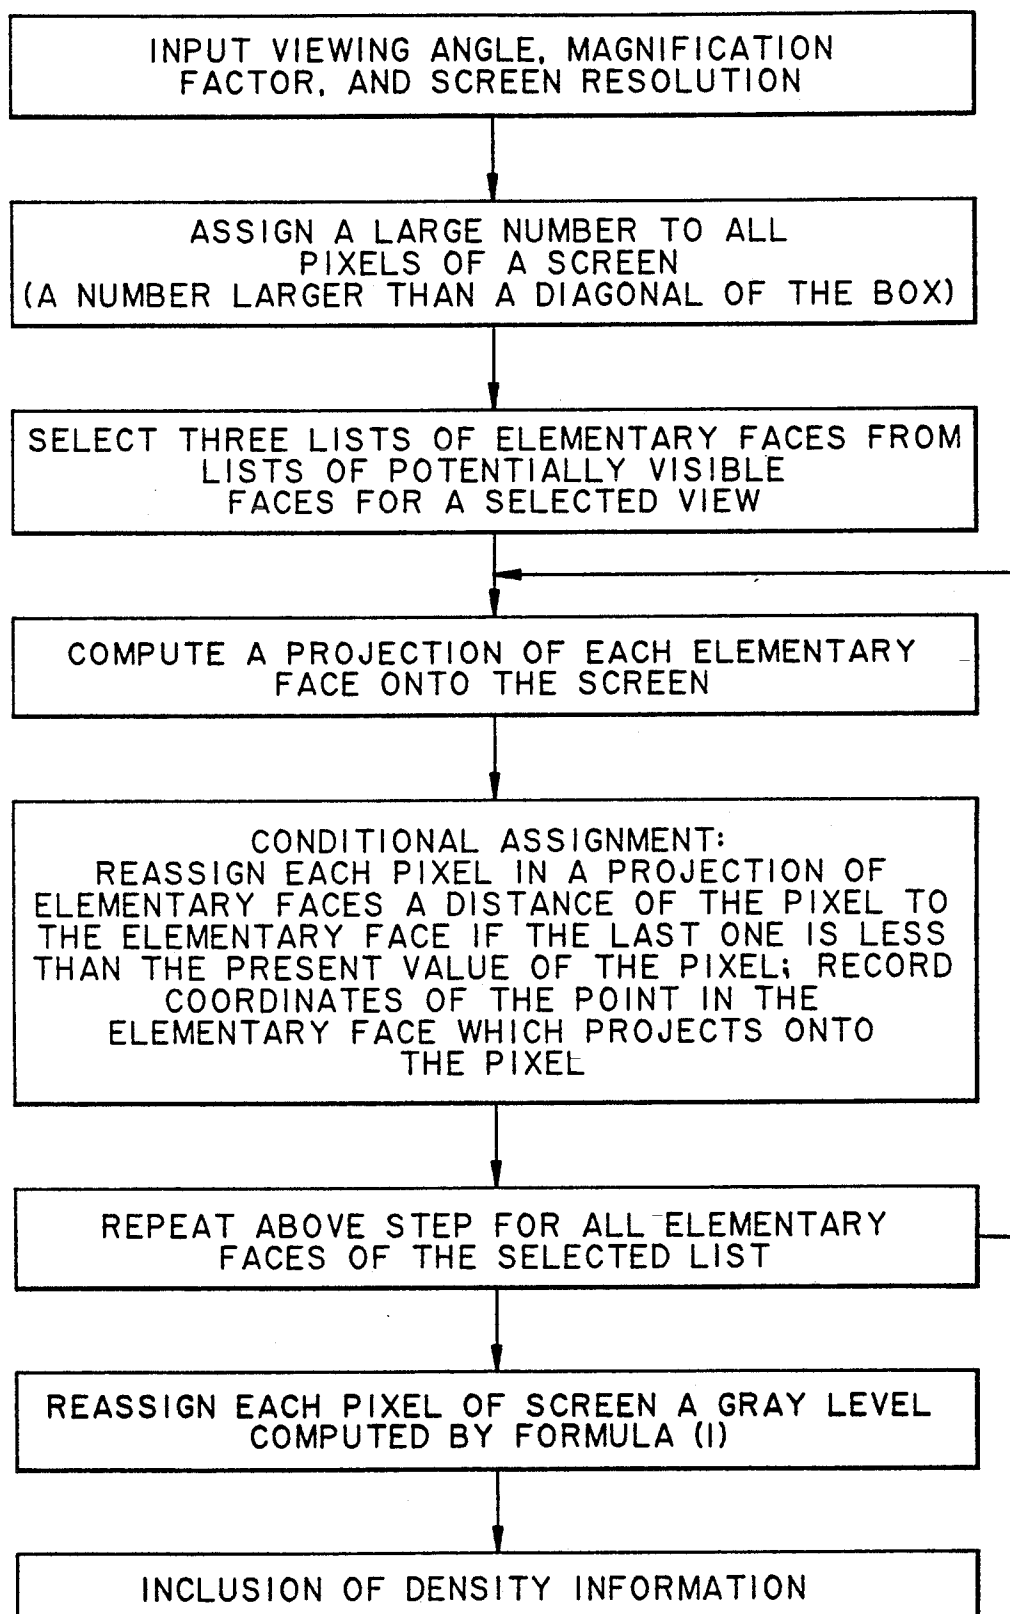 INPUT VIEWING ANGLE, MAGNIFICATION
FACTOR, AND SCREEN RESOLUTION
ASSIGN A LARGE NUMBER TO ALL
PIXELS OF A SCREEN
(A NUMBER LARGER THAN A DIAGONAL OF THE BOX)
SELECT THREE LISTS OF ELEMENTARY FACES FROM
LISTS OF POTENTIALLY VISIBLE
FACES FOR A SELECTED VIEW
COMPUTE A PROJECTION OF EACH ELEMENTARY
FACE ONTO THE SCREEN
CONDITIONAL ASSIGNMENT:
REASSIGN EACH PIXEL IN A PROJECTION OF
ELEMENTARY FACES A DISTANCE OF THE PIXEL TO
THE ELEMENTARY FACE IF THE LAST ONE IS LESS
THAN THE PRESENT VALUE OF THE PIXEL; RECORD
COORDINATES OF THE POINT IN THE
ELEMENTARY FACE WHICH PROJECTS ONTO
THE PIXEL
REPEAT ABOVE STEP FOR ALL ELEMENTARY
FACES OF THE SELECTED LIST
REASSIGN EACH PIXEL OF SCREEN A GRAY LEVEL
COMPUTED BY FORMULA (I)
INCLUSION OF DENSITY INFORMATION